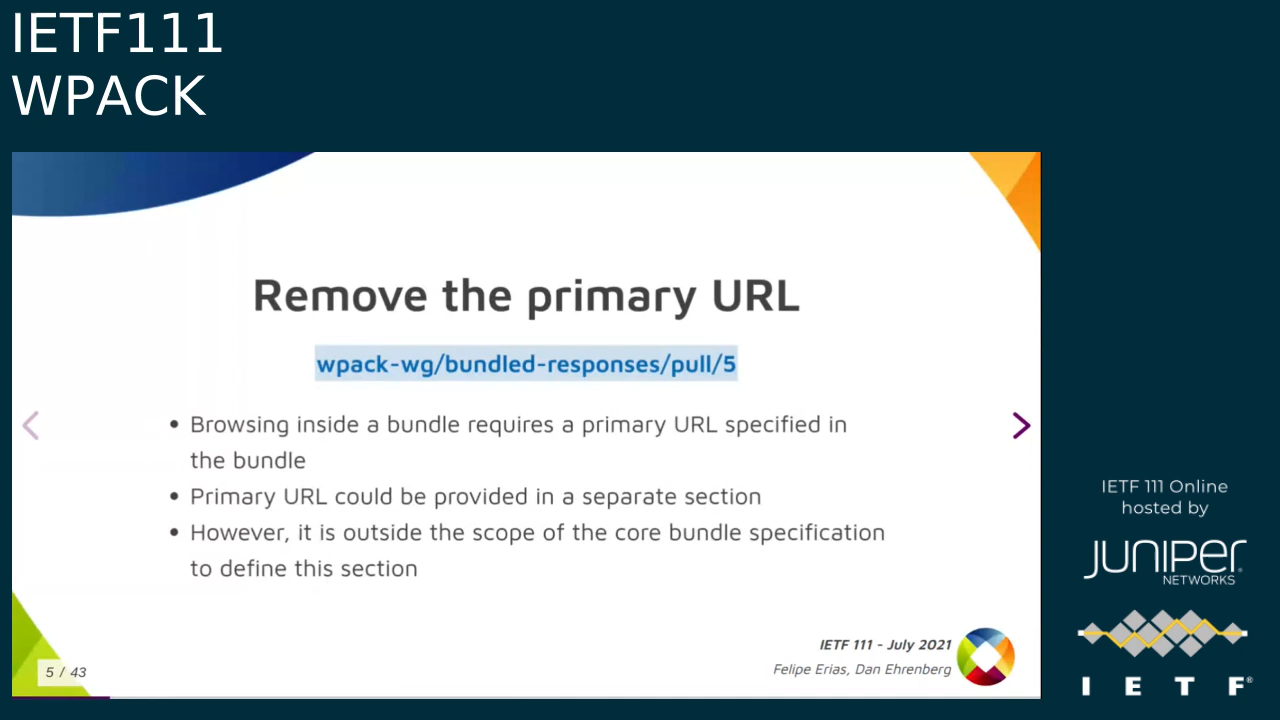 IETF111
WPACK
Remove the primary URL
wpack-wg/bundled-responses/pull/5
• Browsing inside a bundle requires a primary URL specified in
the bundle
• Primary URL could be provided in a separate section
• However, it is outside the scope of the core bundle specification
to define this section
IETF 111 - July 2021
Felipe Erias, Dan Ehrenberg
5 / 43
IETF 111 Online
hosted by
JUNIPer
NETWORKS
I E T F®